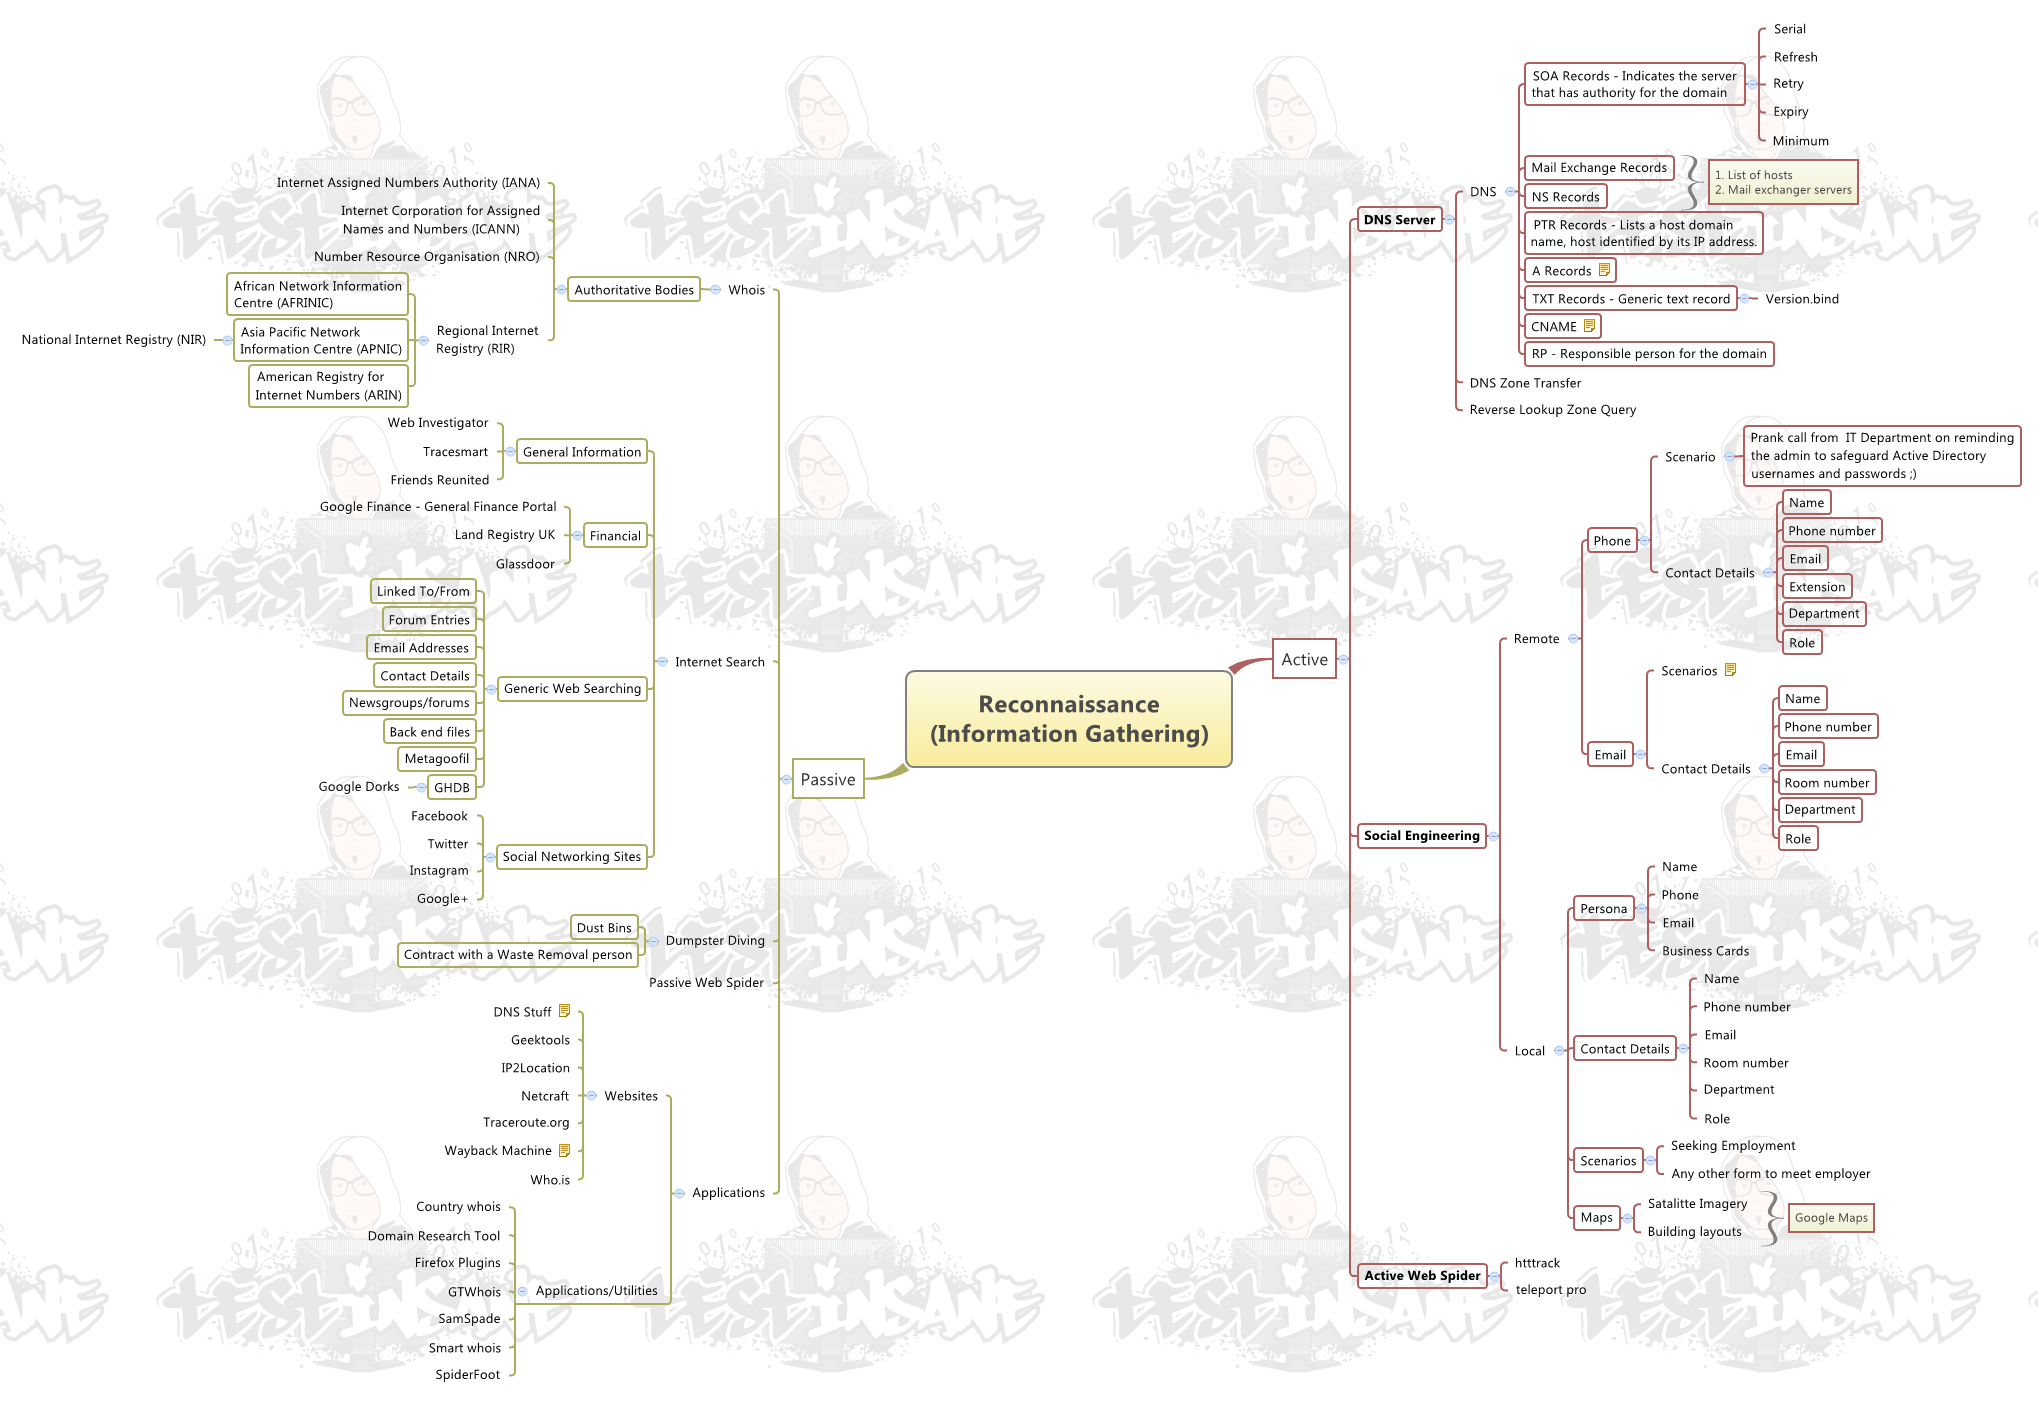 Reconnaissance
(Information Gathering)
Passive
Whois
Authoritative Bodies
Internet Assigned Numbers Authority (IANA)
Internet Corporation for Assigned
Names and Numbers (ICANN)
Number Resource Organisation (NRO)
Regional Internet
Registry (RIR)
African Network Information
Centre (AFRINIC)
Asia Pacific Network
Information Centre (APNIC)
National Internet Registry (NIR)
American Registry for
Internet Numbers (ARIN)
Internet Search
General Information
Web Investigator
Tracesmart
Friends Reunited
Financial
Google Finance - General Finance Portal
Land Registry UK
Glassdoor
Generic Web Searching
Linked To/From
Forum Entries
Email Addresses
Contact Details
Newsgroups/forums
Back end files
Metagoofil
GHDB
Google Dorks
Social Networking Sites
Facebook
Twitter
Instagram
Google+
Dumpster Diving
Dust Bins
Contract with a Waste Removal person
Passive Web Spider
Applications
Websites
DNS Stuff
Geektools
IP2Location
Netcraft
Traceroute.org
Wayback Machine
Who.is
Applications/Utilities
Country whois
Domain Research Tool
Firefox Plugins
GTWhois
SamSpade
Smart whois
SpiderFoot
Active
DNS Server
DNS
SOA Records - Indicates the server
that has authority for the domain
Serial
Refresh
Retry
Expiry
Minimum
Mail Exchange Records
NS Records
1. List of hosts
2. Mail exchanger servers
PTR Records - Lists a host domain
name, host identified by its IP address.
A Records
TXT Records - Generic text record
Version.bind
CNAME
RP - Responsible person for the domain
DNS Zone Transfer
Reverse Lookup Zone Query
Social Engineering
Remote
Phone
Scenario
Prank call from IT Department on reminding
the admin to safeguard Active Directory
usernames and passwords ;)
Contact Details
Name
Phone number
Email
Extension
Department
Role
Email
Scenarios
Contact Details
Name
Phone number
Email
Room number
Department
Role
Local
Persona
Name
Phone
Email
Business Cards
Contact Details
Name
Phone number
Email
Room number
Department
Role
Scenarios
Seeking Employment
Any other form to meet employer
Maps
Satalitte Imagery
Building layouts
Google Maps
Active Web Spider
htttrack
teleport pro